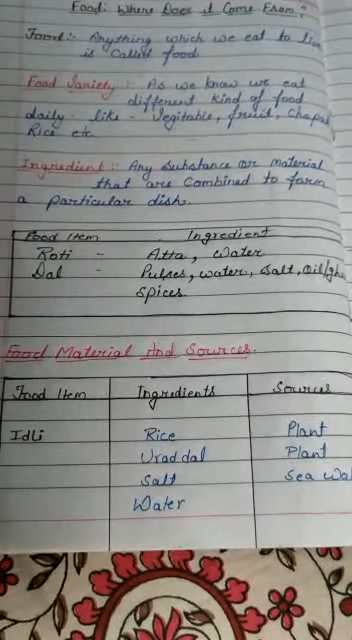 Food: Where Does it Come From?
Food:- Anything which we eat to live
is Called food
Food Variety:- As we know we eat
different kind of food
daily. like - Vegitable, fruit, Chapati
Rice etc
Ingredient:- Any substance or material
that are Combined to form
a particular dish.
Food Item Ingredient
Roti - Atta, Water
Dal - Pulses, water, Salt, Oil/ghe
Spices.
Food Material And Sources.
Food Item Ingredients Sources
Idli Rice Plant
Urad dal Plant
Salt Sea Wat
Water